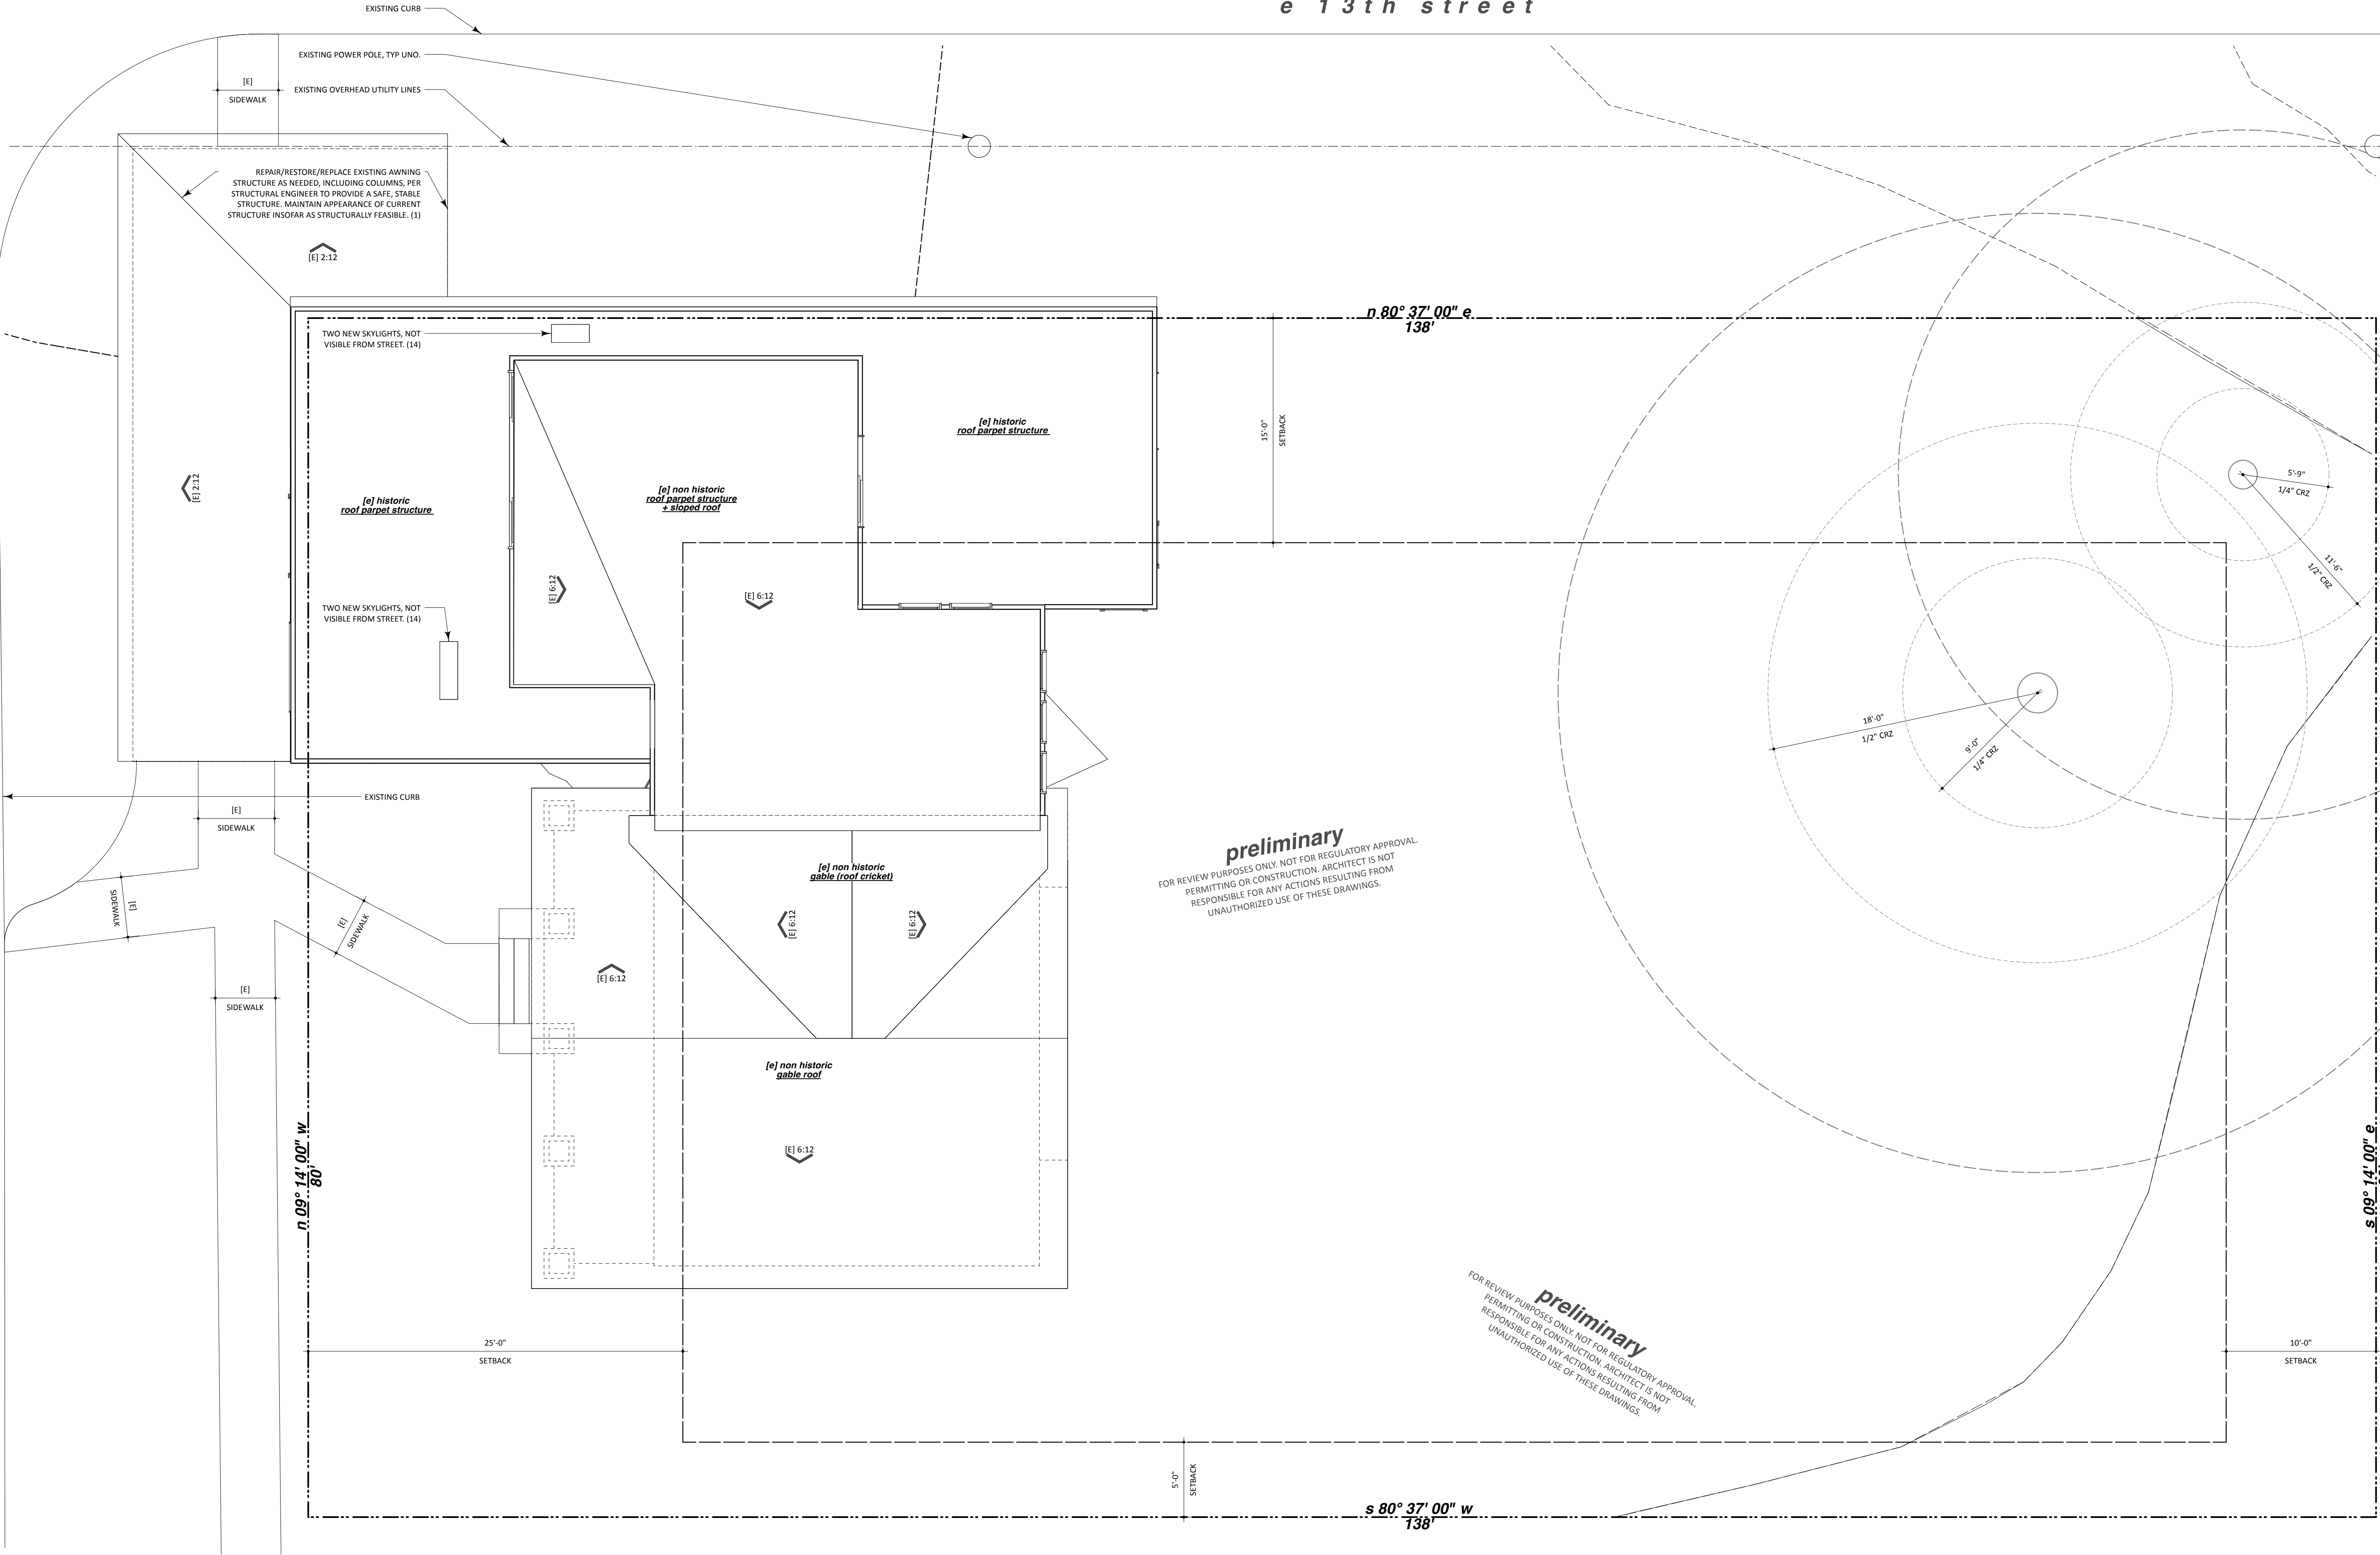 e 13th street
EXISTING CURB
EXISTING POWER POLE, TYP UNO.
[E]
SIDEWALK
EXISTING OVERHEAD UTILITY LINES
REPAIR/RESTORE/REPLACE EXISTING AWNING
STRUCTURE AS NEEDED, INCLUDING COLUMNS, PER
STRUCTURAL ENGINEER TO PROVIDE A SAFE, STABLE
STRUCTURE. MAINTAIN APPEARANCE OF CURRENT
STRUCTURE INSOFAR AS STRUCTURALLY FEASIBLE. (1)
[E] 2:12
n 80° 37' 00" e
138'
TWO NEW SKYLIGHTS, NOT
VISIBLE FROM STREET. (14)
15'-0"
SETBACK
[e] historic
roof parpet structure
[E] 2:12
[e] historic
roof parpet structure
[e] non historic
roof parpet structure
+ sloped roof
5'-9"
1/4" CRZ
11'-6"
1/2" CRZ
[E] 6:12
[E] 6:12
TWO NEW SKYLIGHTS, NOT
VISIBLE FROM STREET. (14)
18'-0"
1/2" CRZ
9'-0"
1/4" CRZ
EXISTING CURB
[E]
SIDEWALK
preliminary
FOR REVIEW PURPOSES ONLY. NOT FOR REGULATORY APPROVAL.
PERMITTING OR CONSTRUCTION. ARCHITECT IS NOT
RESPONSIBLE FOR ANY ACTIONS RESULTING FROM
UNAUTHORIZED USE OF THESE DRAWINGS.
[e] non historic
gable (roof cricket)
[E]
SIDEWALK
[E]
SIDEWALK
[E] 6:12
[E] 6:12
[E] 6:12
[E]
SIDEWALK
[e] non historic
gable roof
[E] 6:12
n 09° 14' 00" w
80'
s 09° 14' 00" e
preliminary
FOR REVIEW PURPOSES ONLY. NOT FOR REGULATORY APPROVAL.
PERMITTING OR CONSTRUCTION. ARCHITECT IS NOT
RESPONSIBLE FOR ANY ACTIONS RESULTING FROM
UNAUTHORIZED USE OF THESE DRAWINGS.
25'-0"
SETBACK
10'-0"
SETBACK
5'-0"
SETBACK
s 80° 37' 00" w
138'